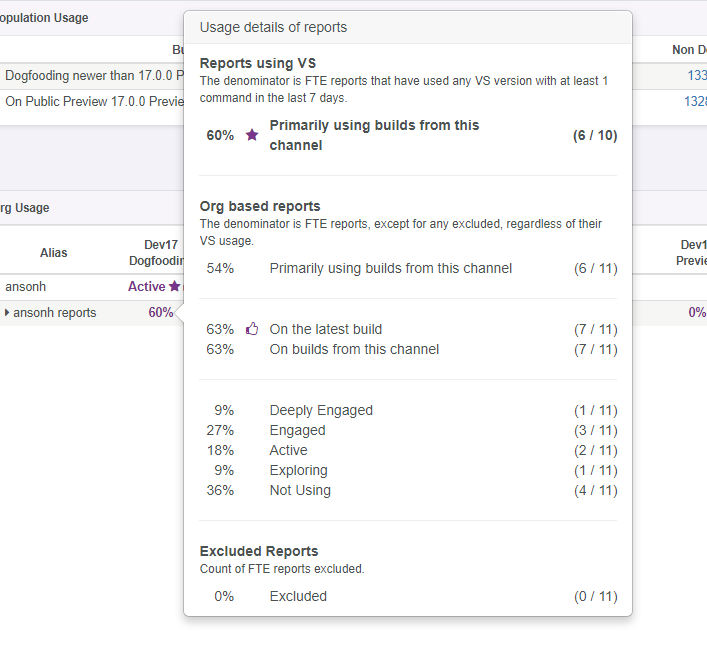 opulation Usage
Usage details of reports
Bu
Non D
Reports using VS
The denominator is FTE reports that have used any VS version with at least 1
command in the last 7 days.
Dogfooding newer than 17.0.0 P
133
On Public Preview 17.0.0 Previe
1328
60% Primarily using builds from this
channel
(6 / 10)
rg Usage
Org based reports
The denominator is FTE reports, except for any excluded, regardless of their
VS usage.
Alias
Dev17
Dogfoodin
Dev1
Previe
54% Primarily using builds from this channel (6 / 11)
ansonh Active
ansonh reports 60%
0%
63% On the latest build (7 / 11)
63% On builds from this channel (7 / 11)
9% Deeply Engaged (1 / 11)
27% Engaged (3 / 11)
18% Active (2 / 11)
9% Exploring (1 / 11)
36% Not Using (4 / 11)
Excluded Reports
Count of FTE reports excluded.
0% Excluded (0 / 11)